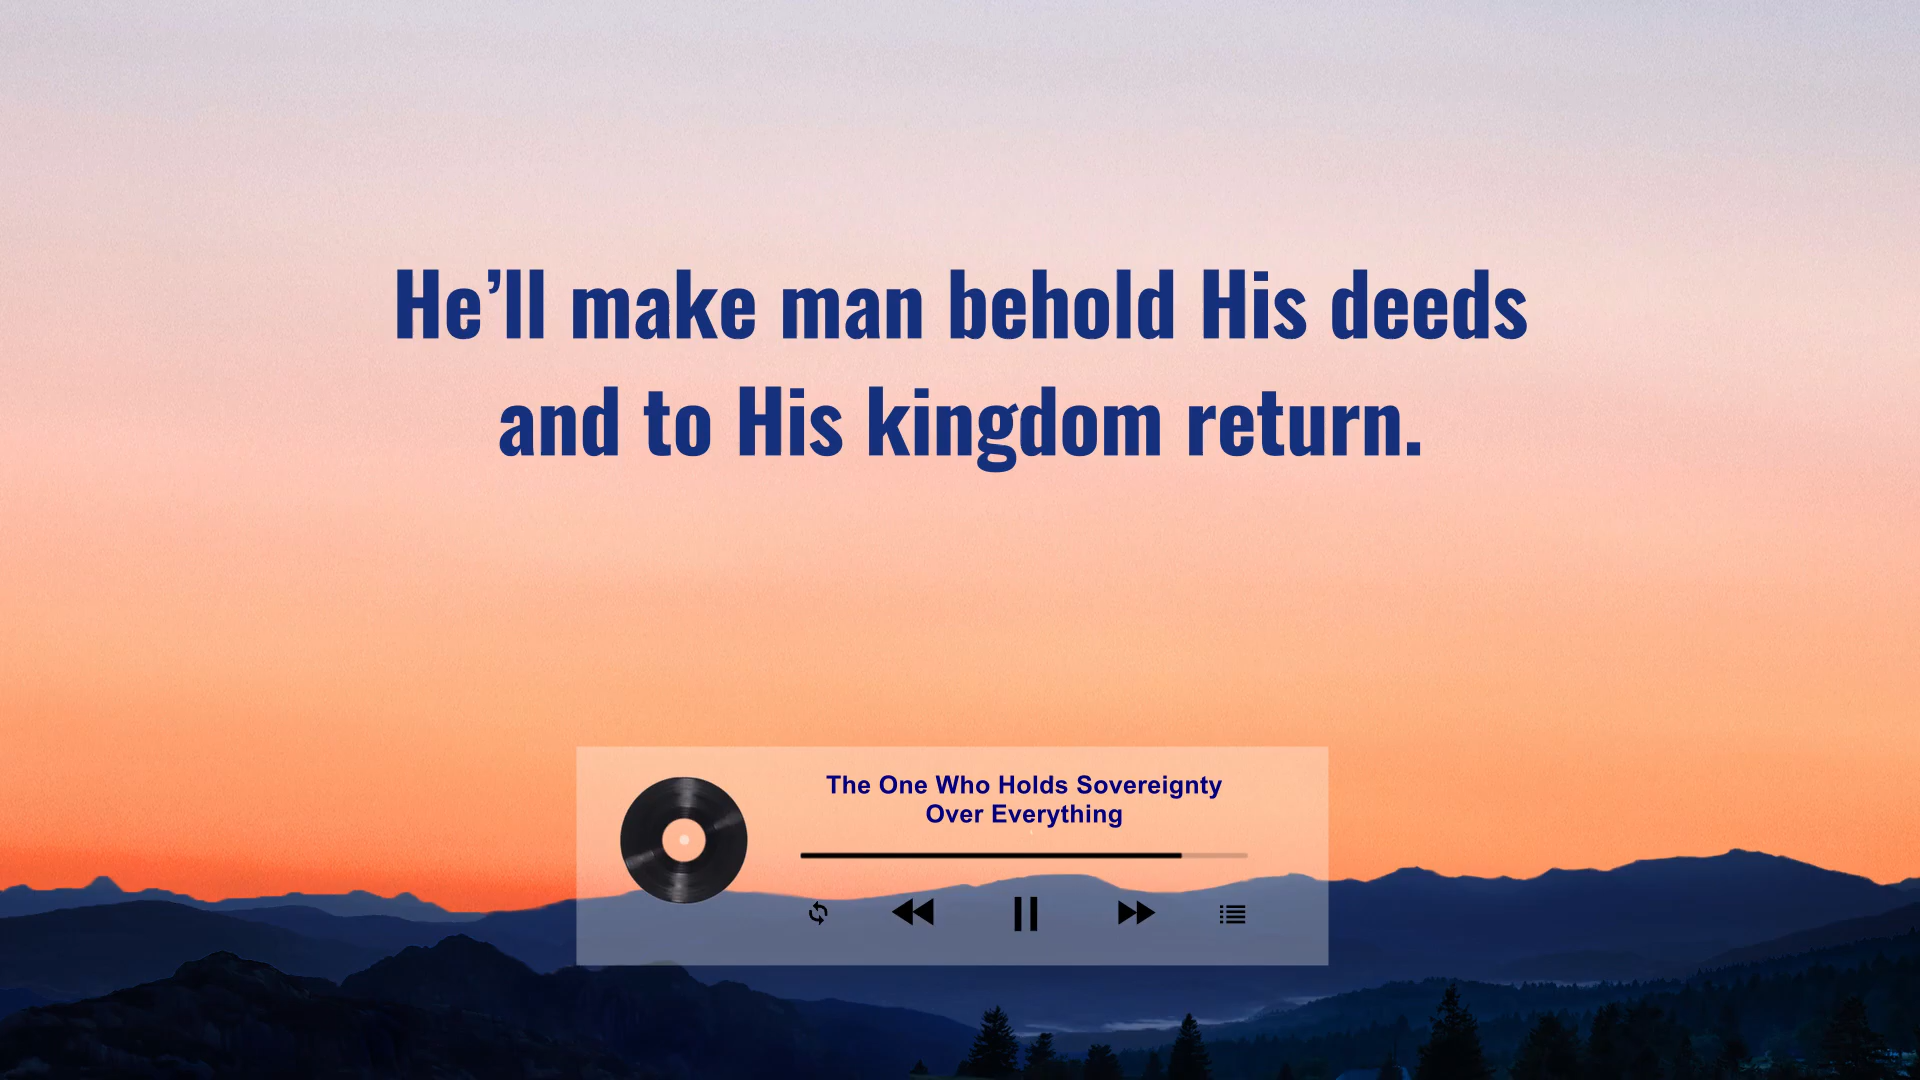 He’ll make man behold His deeds
and to His kingdom return.
The One Who Holds Sovereignty
Over Everything